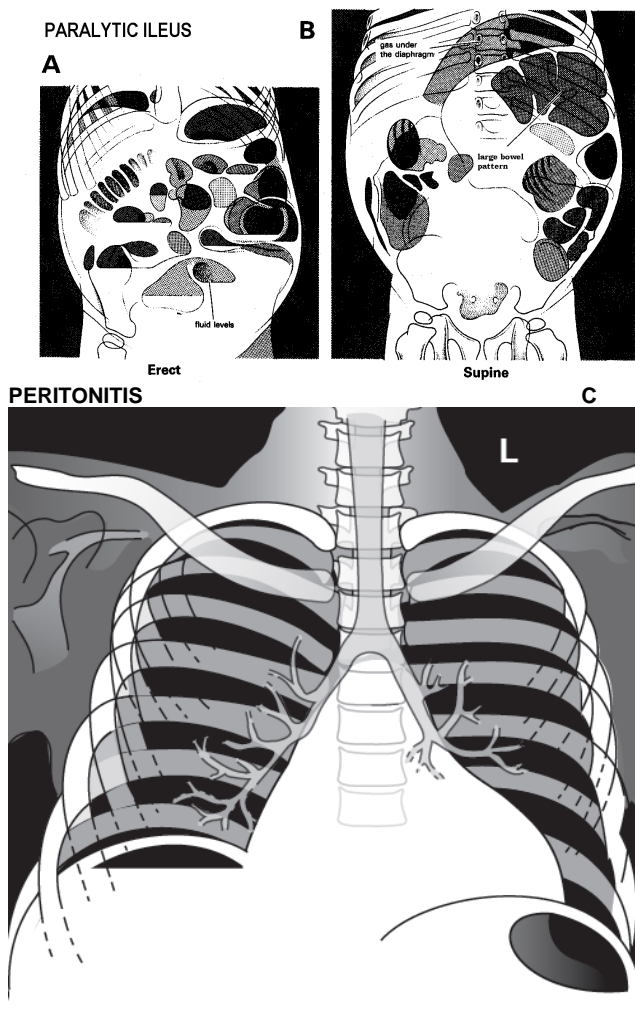 PARALYTIC ILEUS
B
A
gas under
the diaphragm
large bowel
pattern
fluid levels
Erect
Supine
PERITONITIS
C
L